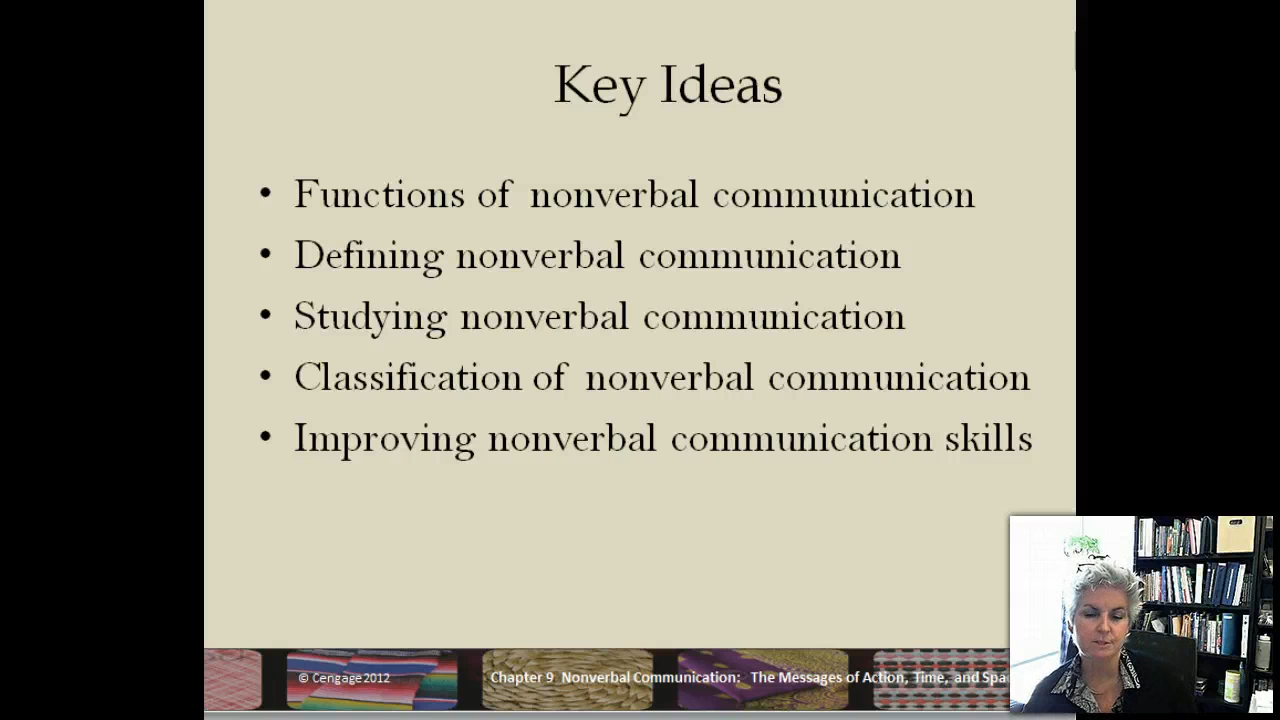 Key Ideas
• Functions of nonverbal communication
• Defining nonverbal communication
• Studying nonverbal communication
• Classification of nonverbal communication
• Improving nonverbal communication skills
© Cengage 2012
Chapter 9 Nonverbal Communication: The Messages of Action, Time, and